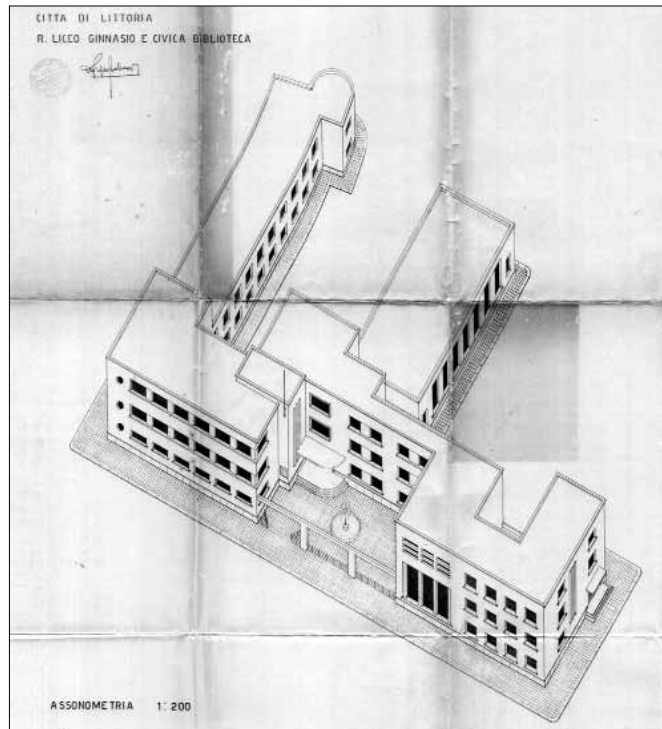 CITTA DI LITTORIA
R. LICEO GINNASIO E CIVICA BIBLIOTECA
ASSONOMETRIA 1:200